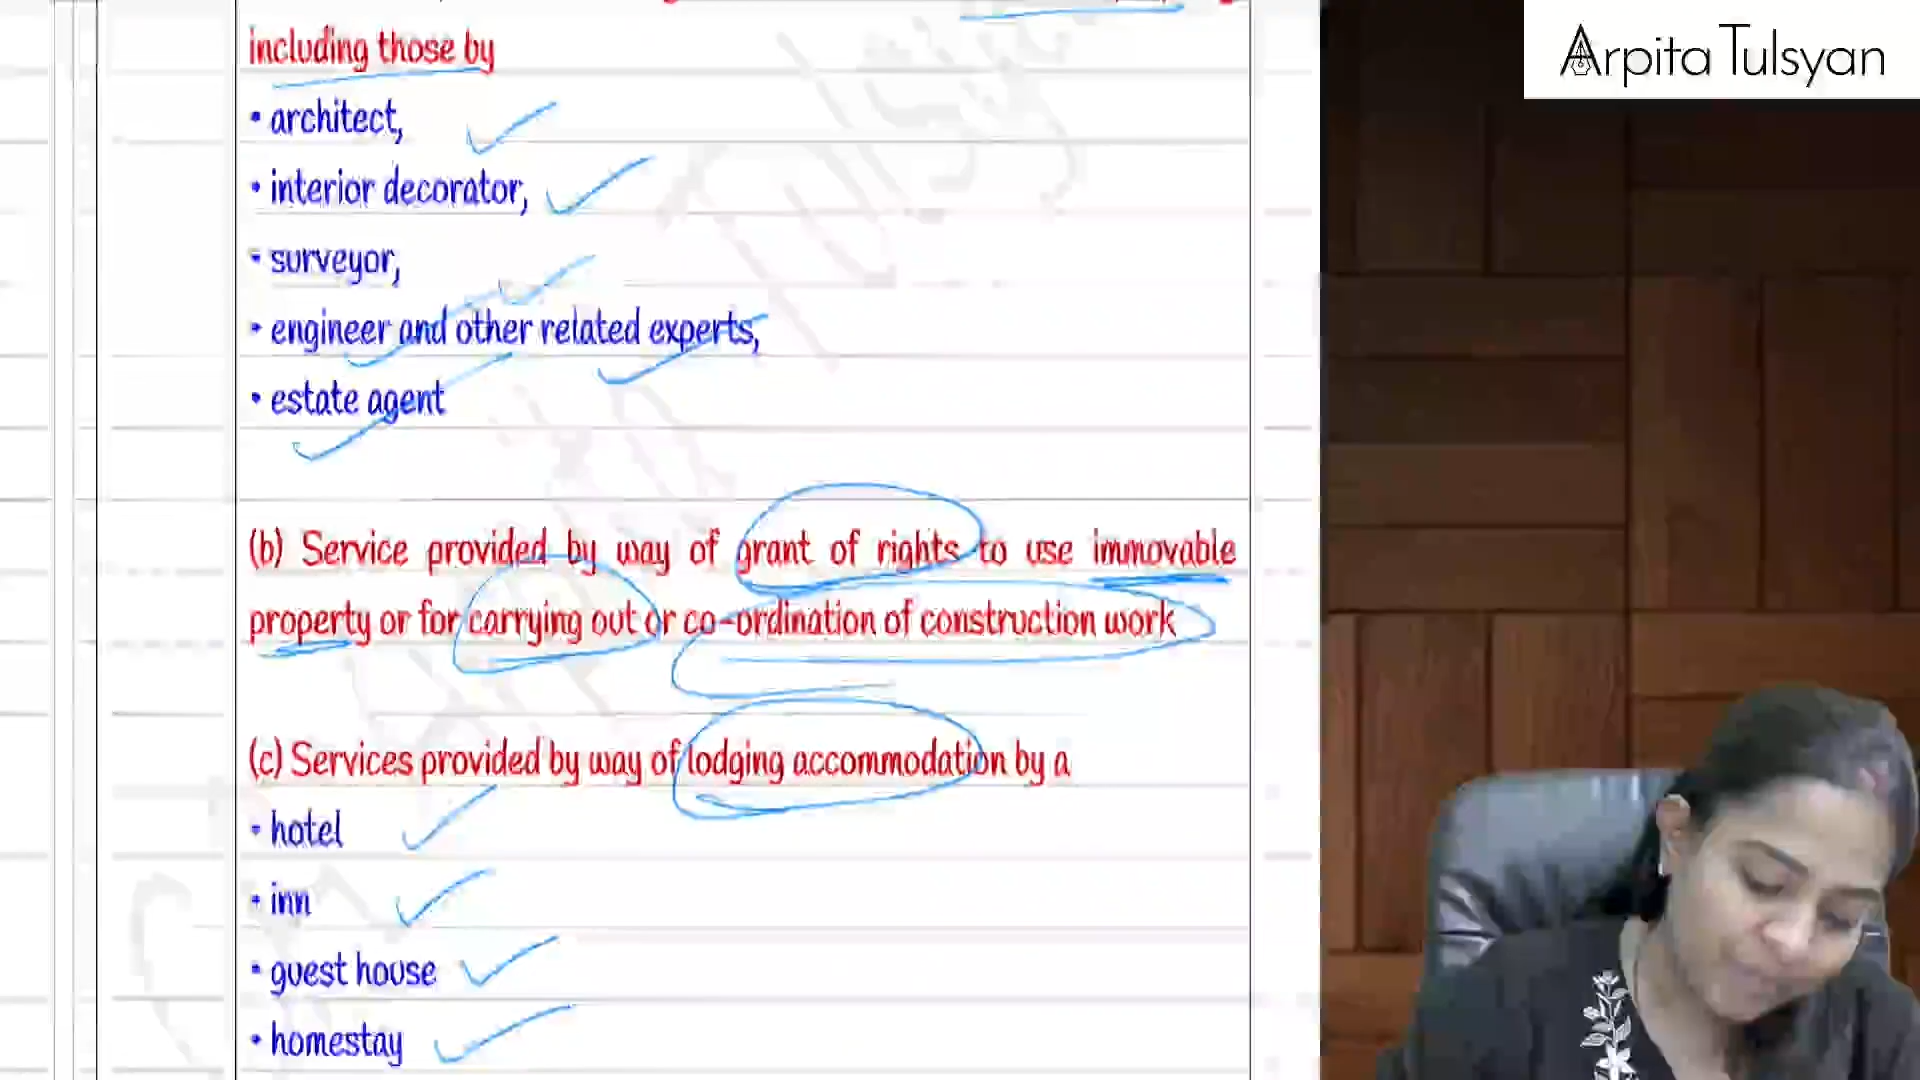 Arpita Tulsyan
including those by
• architect,
• interior decorator,
• surveyor,
• engineer and other related experts,
• estate agent
(b) Service provided by way of grant of rights to use immovable
property or for carrying out or co-ordination of construction work
(c) Services provided by way of lodging accommodation by a
• hotel
• inn
• guest house
• homestay